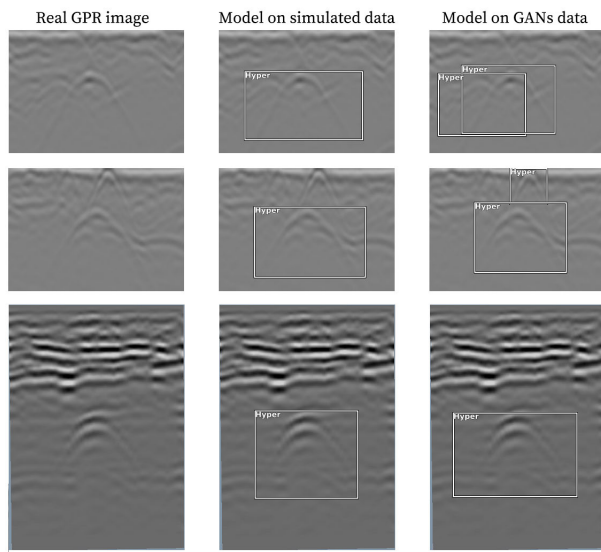 Real GPR image
Model on simulated data
Model on GANs data
Hyper
Hyper
Hyper
Hyper
Hyper
Hyper
Hyper
Hyper